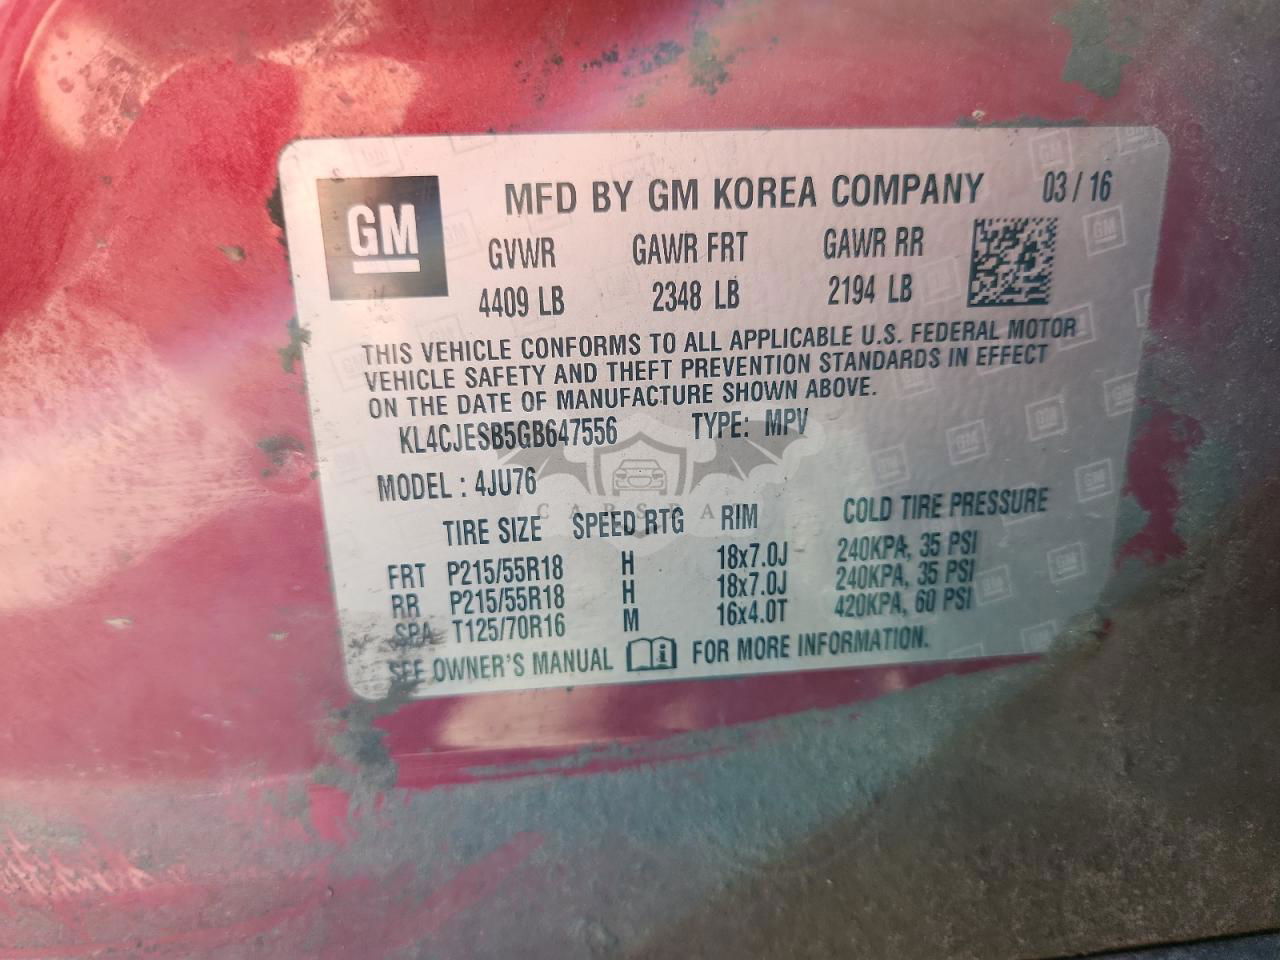 GM
MFD BY GM KOREA COMPANY 03 / 16
GVWR GAWR FRT GAWR RR
4409 LB 2348 LB 2194 LB
THIS VEHICLE CONFORMS TO ALL APPLICABLE U.S. FEDERAL MOTOR
VEHICLE SAFETY AND THEFT PREVENTION STANDARDS IN EFFECT
ON THE DATE OF MANUFACTURE SHOWN ABOVE.
KL4CJESB5GB647556 TYPE: MPV
MODEL : 4JU76
TIRE SIZE SPEED RTG RIM COLD TIRE PRESSURE
FRT P215/55R18 H 18x7.0J 240KPA, 35 PSI
RR P215/55R18 H 18x7.0J 240KPA, 35 PSI
SPA T125/70R16 M 16x4.0T 420KPA, 60 PSI
SEE OWNER'S MANUAL FOR MORE INFORMATION.